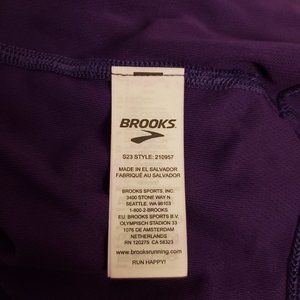 BROOKS
S23 STYLE: 210957
MADE IN EL SALVADOR
FABRIQUÉ AU SALVADOR
BROOKS SPORTS, INC.
3400 STONE WAY N
SEATTLE, WA 98103
1-800-2-BROOKS
EU: BROOKS SPORTS B.V.
OLYMPISCH STADION 33
1076 DE AMSTERDAM
NETHERLANDS
RN 120275 CA 58323
www.brooksrunning.com
RUN HAPPY!